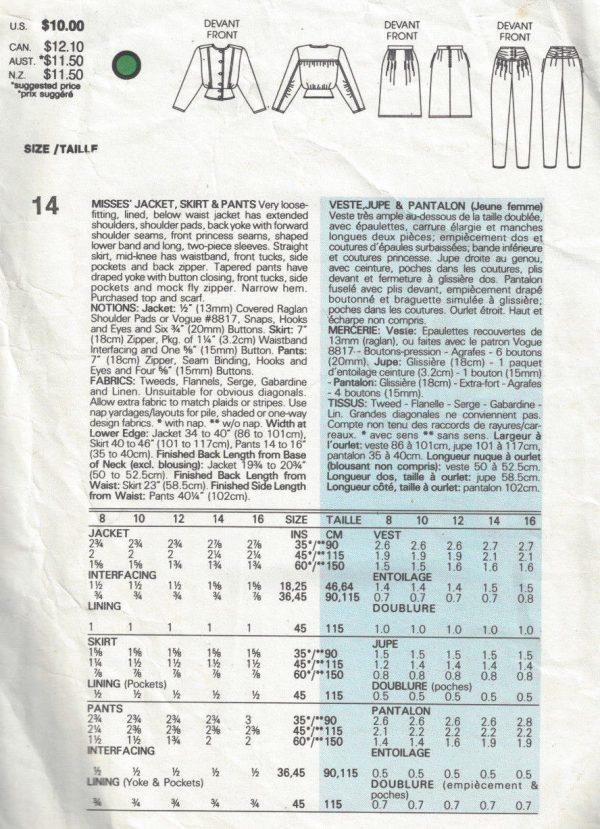 U.S. $10.00
CAN. $12.10
AUST. *$11.50
N.Z. $11.50
*suggested price
*prix suggéré
DEVANT
FRONT
DEVANT
FRONT
DEVANT
FRONT
SIZE /TAILLE
14
MISSES' JACKET, SKIRT & PANTS Very loose-
fitting, lined, below waist jacket has extended
shoulders, shoulder pads, back yoke with forward
shoulder seams, front princess seams, shaped
lower band and long, two-piece sleeves. Straight
skirt, mid-knee has waistband, front tucks, side
pockets and back zipper. Tapered pants have
draped yoke with button closing, front tucks, side
pockets and mock fly zipper. Narrow hem.
Purchased top and scarf.
NOTIONS: Jacket: ½" (13mm) Covered Raglan
Shoulder Pads or Vogue #8817, Snaps, Hooks
and Eyes and Six ¾" (20mm) Buttons. Skirt: 7"
(18cm) Zipper, Pkg. of 1¼" (3.2cm) Waistband
Interfacing and One ⅝" (15mm) Button. Pants:
7" (18cm) Zipper, Seam Binding, Hooks and
Eyes and Four ⅝" (15mm) Buttons.
FABRICS: Tweeds, Flannels, Serge, Gabardine
and Linen. Unsuitable for obvious diagonals.
Allow extra fabric to match plaids or stripes. Use
nap yardages/layouts for pile, shaded or one-way
design fabrics. * with nap. ** w/o nap. Width at
Lower Edge: Jacket 34 to 40" (86 to 101cm),
Skirt 40 to 46" (101 to 117cm), Pants 14 to 16"
(35 to 40cm). Finished Back Length from Base
of Neck (excl. blousing): Jacket 19¾ to 20¾"
(50 to 52.5cm). Finished Back Length from
Waist: Skirt 23" (58.5cm). Finished Side Length
from Waist: Pants 40¼" (102cm).
VESTE, JUPE & PANTALON (Jeune femme)
Veste très ample au-dessous de la taille doublée,
avec épaulettes, carrure élargie et manches
longues deux pièces; empiècement dos et
coutures d'épaules surbaissées; bande inférieure
et coutures princesse. Jupe droite au genou,
avec ceinture, poches dans les coutures, plis
devant et fermeture à glissière dos. Pantalon
fuselé avec plis devant, empiècement drapé
boutonné et braguette simulée à glissière;
poches dans les coutures. Ourlet étroit. Haut et
écharpe non compris.
MERCERIE: Veste: Epaulettes recouvertes de
13mm (raglan), ou faites avec le patron Vogue
8817 - Boutons-pression - Agrafes - 6 boutons
(20mm). Jupe: Glissière (18cm) - 1 paquet
d'entoilage ceinture (3.2cm) - 1 bouton (15mm)
- Pantalon: Glissière (18cm) - Extra-fort - Agrafes
- 4 boutons (15mm).
TISSUS: Tweed - Flanelle - Serge - Gabardine -
Lin. Grandes diagonales ne conviennent pas.
Compte non tenu des raccords de rayures/car-
reaux. * avec sens ** sans sens. Largeur à
l'ourlet: veste 86 à 101cm, jupe 101 à 117cm,
pantalon 35 à 40cm. Longueur nuque à ourlet
(blousant non compris): veste 50 à 52.5cm.
Longueur dos, taille à ourlet: jupe 58.5cm.
Longueur côté, taille à ourlet: pantalon 102cm.
8 10 12 14 16 SIZE TAILLE 8 10 12 14 16
JACKET INS CM VEST
2¾ 2¾ 2¾ 2⅞ 2⅞ 35*/**90 2.6 2.6 2.6 2.7 2.7
2 2 2 2¼ 2¼ 45*/**115 1.9 1.9 1.9 2.1 2.1
1⅝ 1⅝ 1¾ 1¾ 1¾ 60*/**150 1.5 1.5 1.6 1.6 1.6
INTERFACING ENTOILAGE
1½ 1½ 1½ 1⅝ 1⅝ 18,25 46,64 1.4 1.4 1.4 1.5 1.5
¾ ¾ ¾ ¾ ⅞ 36,45 90,115 0.7 0.7 0.7 0.7 0.8
LINING DOUBLURE
1 1 1 1 1 45 115 1.0 1.0 1.0 1.0 1.0
SKIRT JUPE
1⅝ 1⅝ 1⅝ 1⅝ 1⅝ 35*/**90 1.5 1.5 1.5 1.5 1.5
1¼ 1½ 1½ 1½ 1½ 45*/**115 1.2 1.4 1.4 1.4 1.4
⅞ ⅞ ⅞ ⅞ ⅞ 60*/**150 0.8 0.8 0.8 0.8 0.8
LINING (Pockets) DOUBLURE (poches)
½ ½ ½ ½ ½ 45 115 0.5 0.5 0.5 0.5 0.5
PANTS PANTALON
2¾ 2¾ 2¾ 2¾ 3 35*/**90 2.6 2.6 2.6 2.6 2.8
2¼ 2⅜ 2⅜ 2⅜ 2⅜ 45*/**115 2.1 2.2 2.2 2.2 2.2
1½ 1½ 1¾ 2 2 60*/**150 1.4 1.4 1.6 1.9 1.9
INTERFACING ENTOILAGE
½ ½ ½ ½ ½ 36,45 90,115 0.5 0.5 0.5 0.5 0.5
LINING (Yoke & Pockets) DOUBLURE (empiècement &
poches)
¾ ¾ ¾ ¾ ¾ 45 115 0.7 0.7 0.7 0.7 0.7